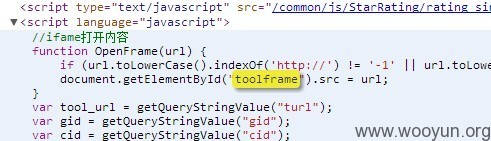 <script type="text/javascript" src="/common/js/StarRating/rating_si
<script language="javascript">
//iframe打开内容
function OpenFrame(url) {
if (url.toLowerCase().indexOf('http://') != '-1' || url.toLowe
document.getElementById("toolframe").src = url;
}
var tool_url = getQueryStringValue("turl");
var gid = getQueryStringValue("gid");
var cid = getQueryStringValue("cid");
www.wooyun.org